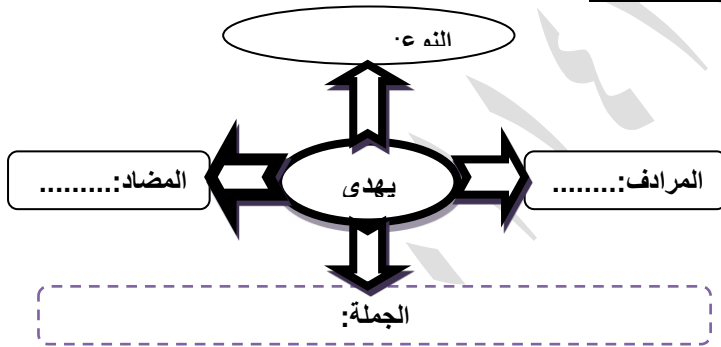 النوع:
المرادف:........
يهدى
المضاد:.........
الجملة: